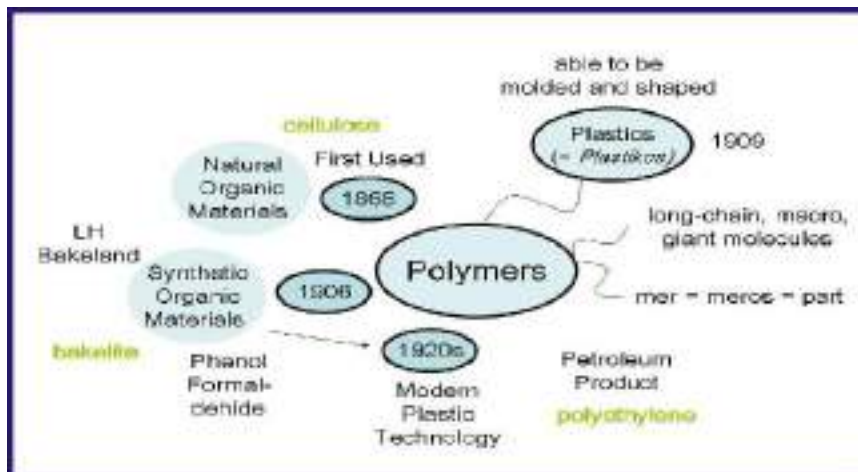 able to be
molded and shaped
Plastics
(= Plastikos)
1909
cellulose
First Used
Natural
Organic
Materials
1868
long-chain, macro,
giant molecules
LH
Bakeland
Synthetic
Organic
Materials
1906
Polymers
mer = meros = part
1920s
bakelite
Phanol
Formal-
dehide
Modern
Plastic
Technology
Petroleum
Product
polyethylene